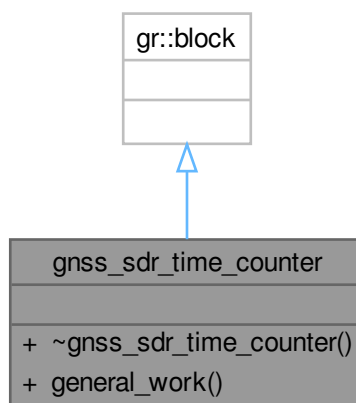 gr::block
gnss_sdr_time_counter
+ ~gnss_sdr_time_counter()
+ general_work()